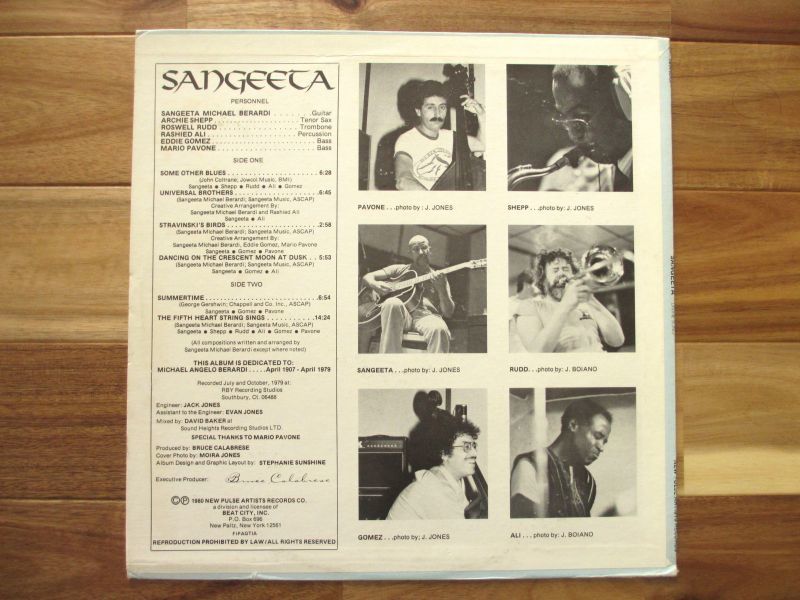 SANGEETA
PERSONNEL
SANGEETA MICHAEL BERARDI . . . . . . .Guitar
ARCHIE SHEPP . . . . . . . . . . . . . . . Tenor Sax
ROSWELL RUDD . . . . . . . . . . . . . . Trombone
RASHIED ALI . . . . . . . . . . . . . . . Percussion
EDDIE GOMEZ . . . . . . . . . . . . . . . . . . Bass
MARIO PAVONE . . . . . . . . . . . . . . . . . Bass
SIDE ONE
SOME OTHER BLUES . . . . . . . . . . . . . . . . . . 6:28
(John Coltrane; Jowcol Music, BMI)
Sangeeta ● Shepp ● Rudd ● Ali ● Gomez
UNIVERSAL BROTHERS . . . . . . . . . . . . . . . . 6:45
(Sangeeta Michael Berardi; Sangeeta Music, ASCAP)
Creative Arrangement By:
Sangeeta Michael Berardi and Rashied Ali
Sangeeta ● Ali
STRAVINSKI'S BIRDS . . . . . . . . . . . . . . . . . 2:58
(Sangeeta Michael Berardi; Sangeeta Music, ASCAP)
Creative Arrangement By:
Sangeeta Michael Berardi, Eddie Gomez, Mario Pavone
Sangeeta ● Gomez ● Pavone
DANCING ON THE CRESCENT MOON AT DUSK . . 5:53
(Sangeeta Michael Berardi; Sangeeta Music, ASCAP)
Sangeeta ● Gomez ● Ali
SIDE TWO
SUMMERTIME . . . . . . . . . . . . . . . . . . . . . . 6:54
(George Gershwin; Chappell and Co. Inc., ASCAP)
Sangeeta ● Gomez ● Pavone
THE FIFTH HEART STRING SINGS . . . . . . . . . . 14:24
(Sangeeta Michael Berardi; Sangeeta Music, ASCAP)
Sangeeta ● Shepp ● Rudd ● Ali ● Gomez ● Pavone
(All compositions written and arranged by
Sangeeta Michael Berardi except where noted)
THIS ALBUM IS DEDICATED TO:
MICHAEL ANGELO BERARDI . . . . . April 1907 - April 1979
Recorded July and October, 1979 at:
RBY Recording Studios
Southbury, Ct. 06488
Engineer: JACK JONES
Assistant to the Engineer: EVAN JONES
Mixed by: DAVID BAKER at
Sound Heights Recording Studios LTD.
SPECIAL THANKS TO MARIO PAVONE
Produced by: BRUCE CALABRESE
Cover Photo by: MOIRA JONES
Album Design and Graphic Layout by: STEPHANIE SUNSHINE
Executive Producer: Bruce Calabrese
©℗ 1980 NEW PULSE ARTISTS RECORDS CO.
a division and licensee of
BEAT CITY, INC.
P.O. Box 696
New Paltz, New York 12561
FIPAGTIA
REPRODUCTION PROHIBITED BY LAW/ALL RIGHTS RESERVED
PAVONE . . .photo by : J. JONES
SHEPP . . .photo by: J. JONES
SANGEETA . . .photo by: J. JONES
RUDD. . .photo by: J. BOIANO
GOMEZ . . .photo by; J. JONES
ALI . . . photo by: J. BOIANO